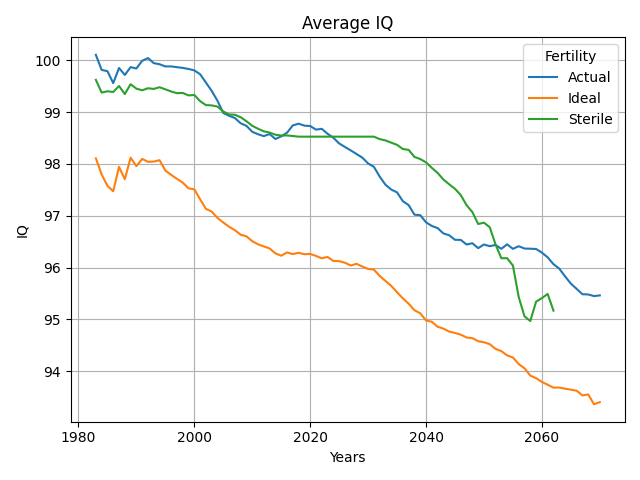 Average IQ
Fertility
Actual
Ideal
Sterile
100
99
98
97
96
95
94
IQ
1980 2000 2020 2040 2060
Years